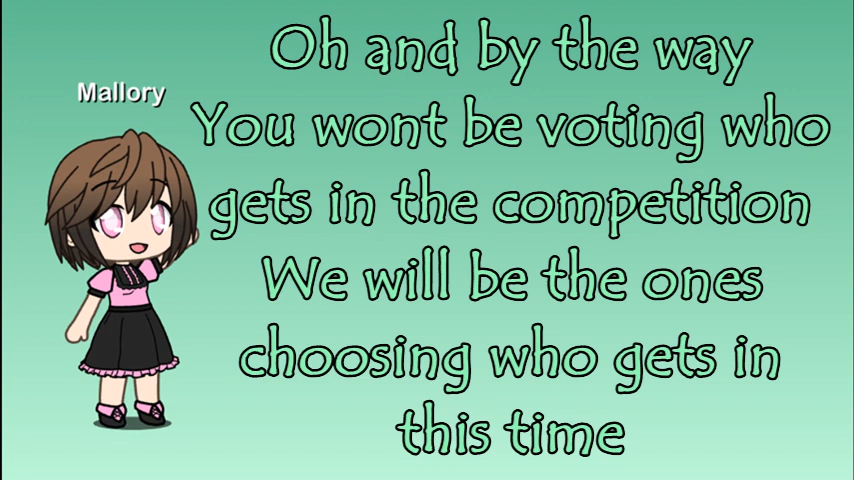 Oh and by the way
Mallory
You wont be voting who
gets in the competition
We will be the ones
choosing who gets in
this time